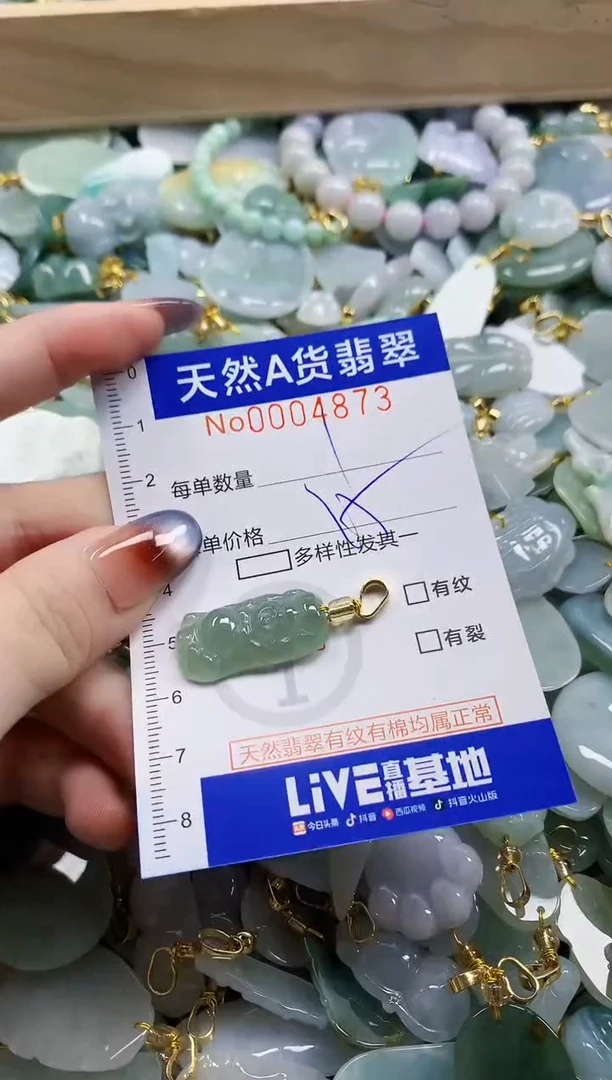 天然A货翡翠
No0004873
0
1
2
每单数量
单价格
多样性发其一
4
有纹
5
有裂
6
天然翡翠有纹有棉均属正常
7
LiVE直播基地
8
今日头条 抖音 西瓜视频 抖音火山版